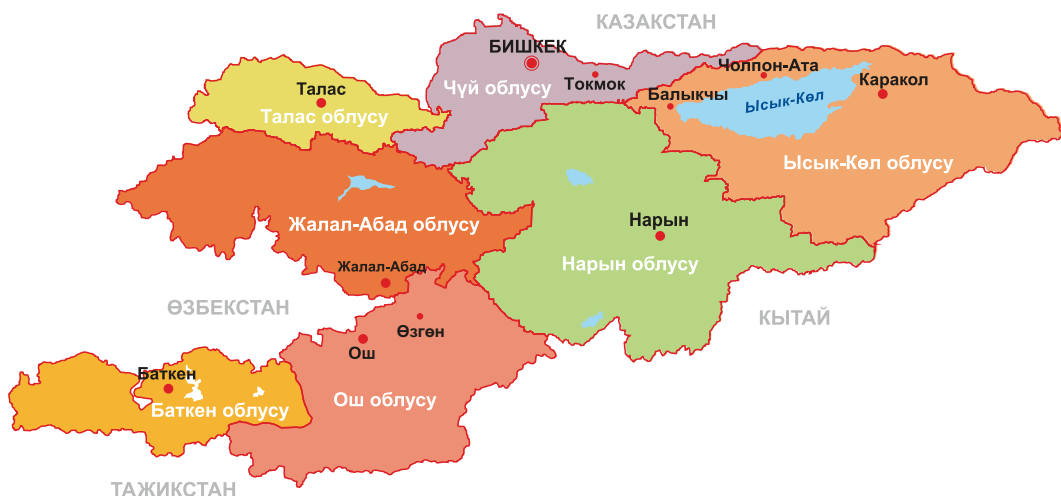 КАЗАКСТАН
БИШКЕК
Чолпон-Ата
Каракол
Токмок
Чүй облусу
Талас
Балыкчы
Ысык-Көл
Талас облусу
Ысык-Көл облусу
Нарын
Жалал-Абад облусу
Нарын облусу
Жалал-Абад
ӨЗБЕКСТАН
КЫТАЙ
Өзгөн
Ош
Баткен
Ош облусу
Баткен облусу
ТАЖИКСТАН